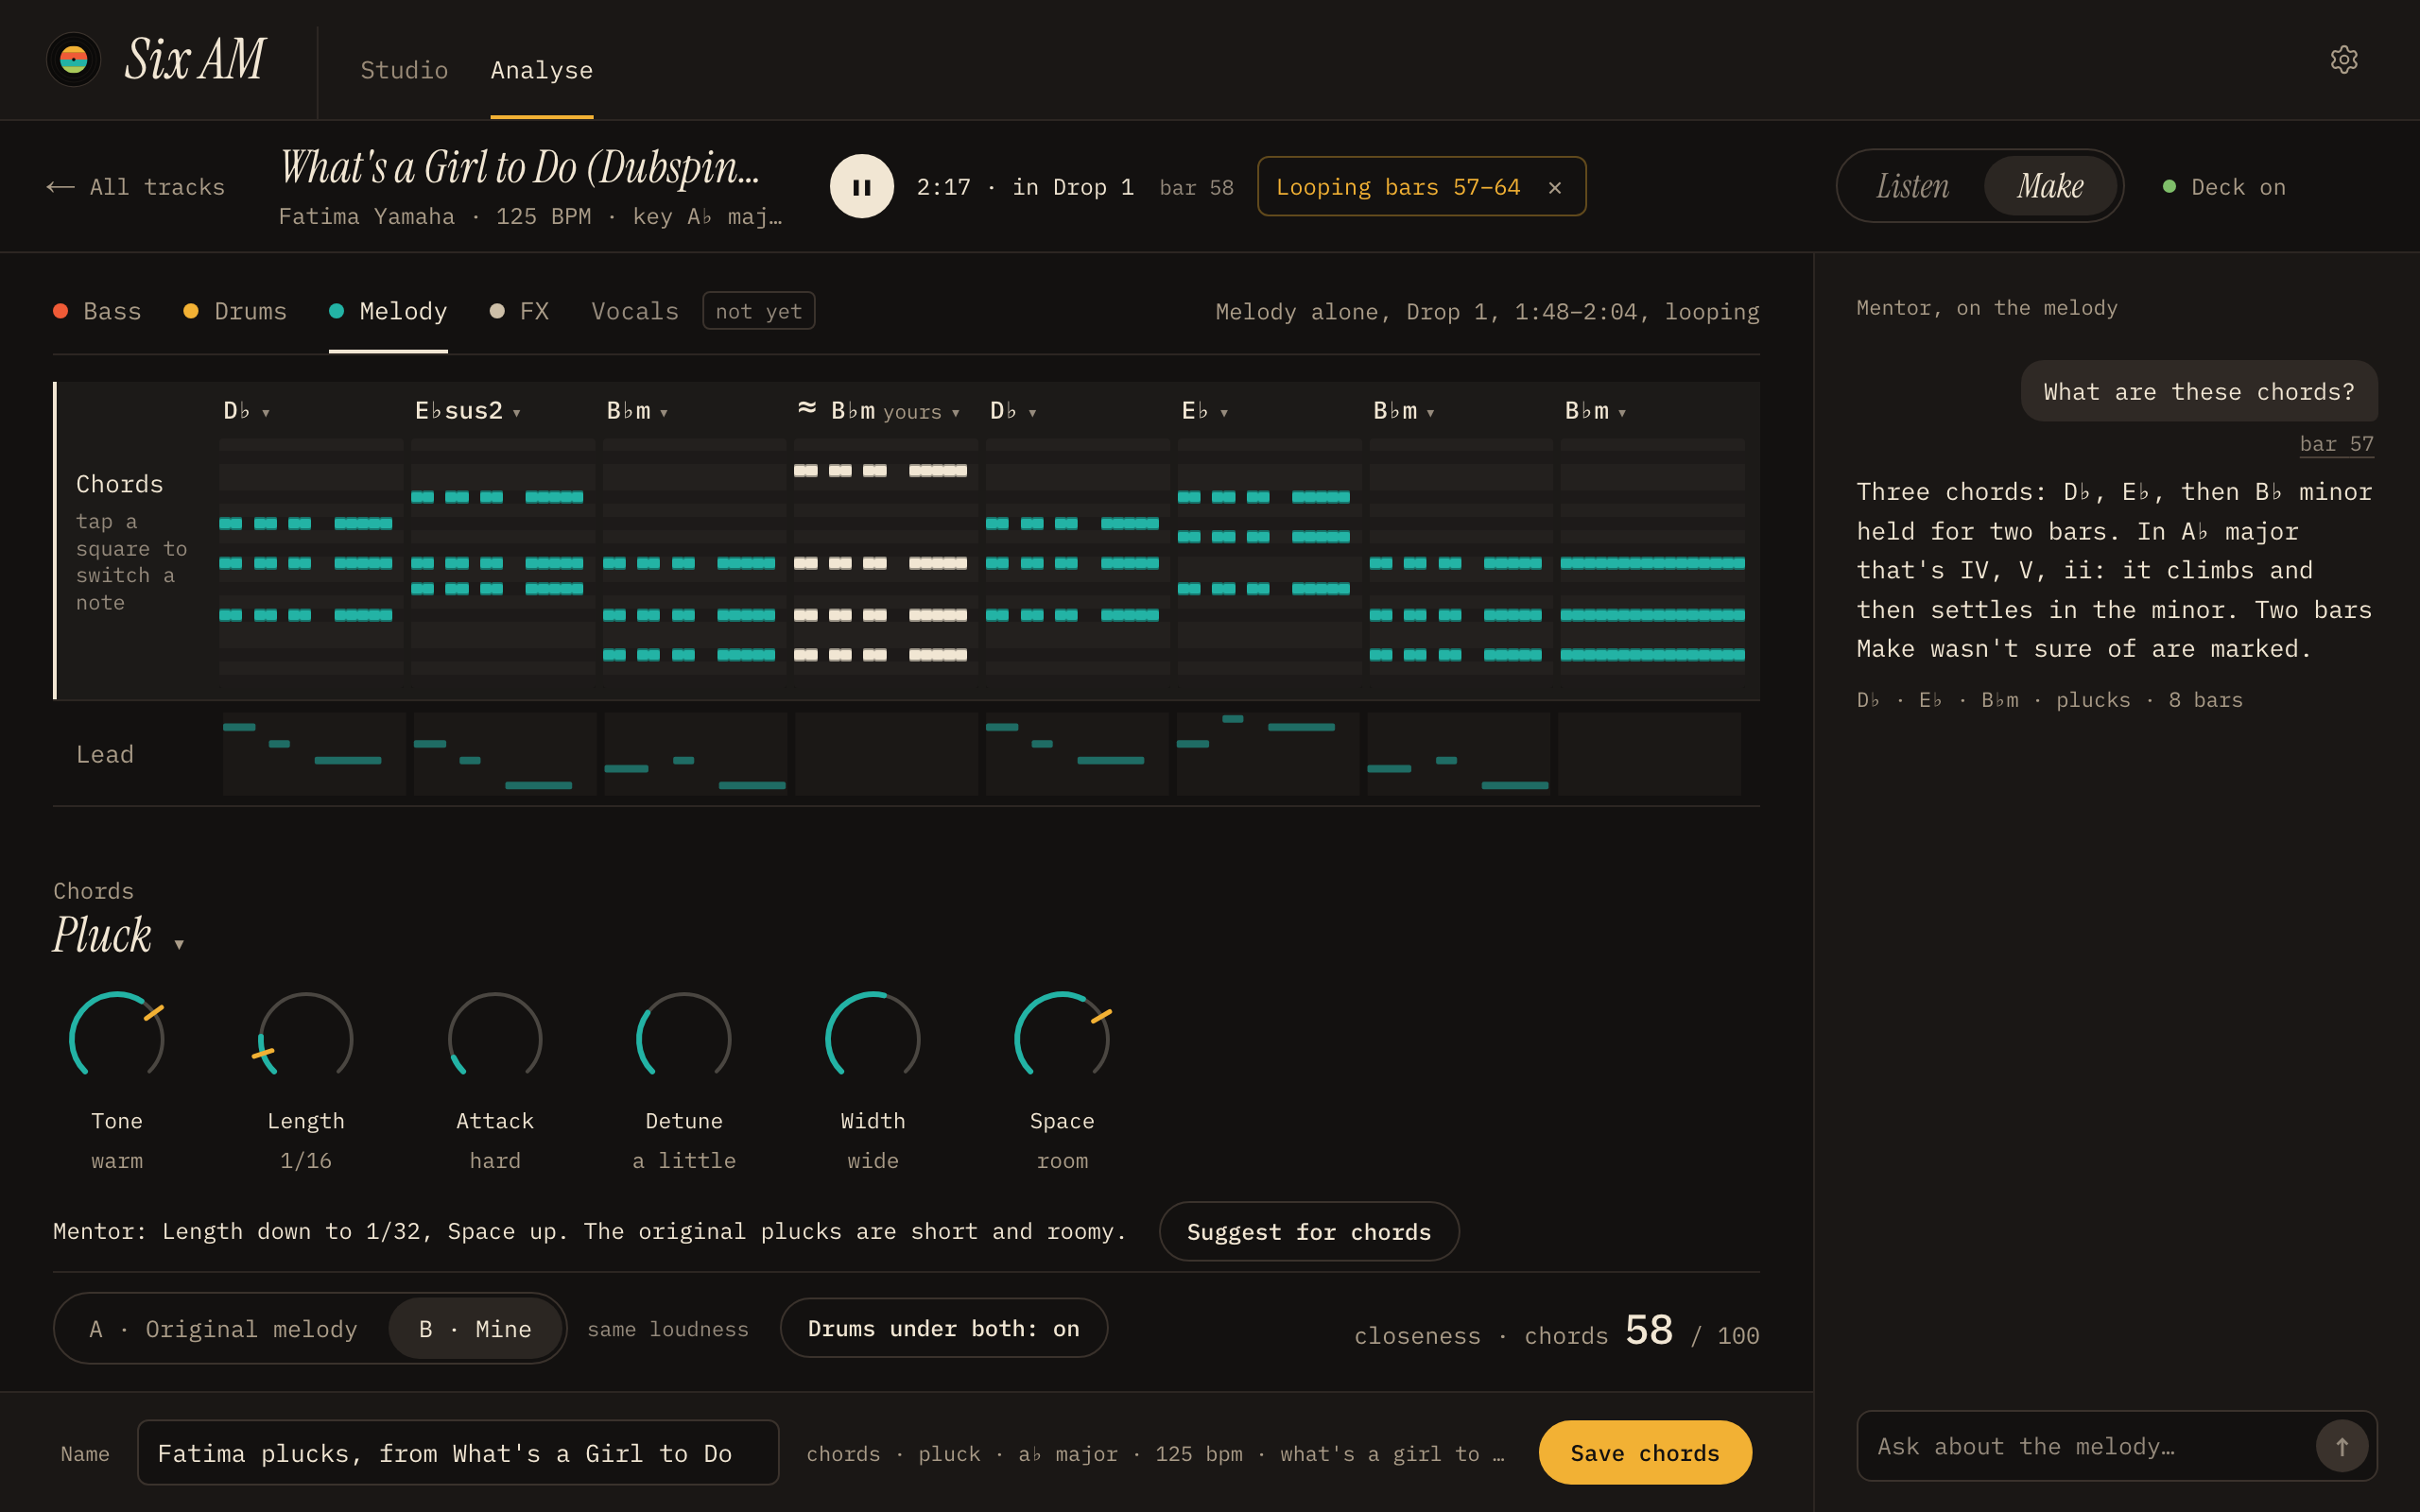 Six AM
Studio
Analyse
← All tracks
What's a Girl to Do (Dubspin…
Fatima Yamaha · 125 BPM · key A♭ maj…
2:17 · in Drop 1
bar 58
Looping bars 57–64 ×
Listen
Make
Deck on
Bass
Drums
Melody
FX
Vocals
not yet
Melody alone, Drop 1, 1:48–2:04, looping
Chords
tap a
square to
switch a
note
D♭ ▾
E♭sus2 ▾
B♭m ▾
≈ B♭m yours ▾
D♭ ▾
E♭ ▾
B♭m ▾
B♭m ▾
Lead
Chords
Pluck ▾
Tone
warm
Length
1/16
Attack
hard
Detune
a little
Width
wide
Space
room
Mentor: Length down to 1/32, Space up. The original plucks are short and roomy.
Suggest for chords
A · Original melody
B · Mine
same loudness
Drums under both: on
closeness · chords 58 / 100
Name
Fatima plucks, from What's a Girl to Do
chords · pluck · a♭ major · 125 bpm · what's a girl to …
Save chords
Mentor, on the melody
What are these chords?
bar 57
Three chords: D♭, E♭, then B♭ minor
held for two bars. In A♭ major
that's IV, V, ii: it climbs and
then settles in the minor. Two bars
Make wasn't sure of are marked.
D♭ · E♭ · B♭m · plucks · 8 bars
Ask about the melody…
↑